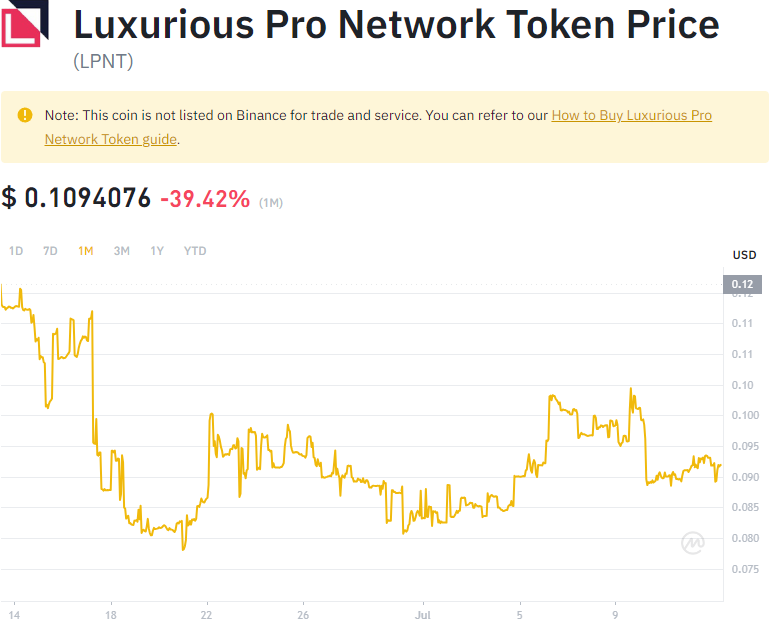 Luxurious Pro Network Token Price
(LPNT)
Note: This coin is not listed on Binance for trade and service. You can refer to our How to Buy Luxurious Pro
Network Token guide.
$ 0.1094076 -39.42% (1M)
1D 7D 1M 3M 1Y YTD
USD
0.12
0.12
0.11
0.11
0.10
0.100
0.095
0.090
0.085
0.080
0.075
14 18 22 26 Jul 5 9